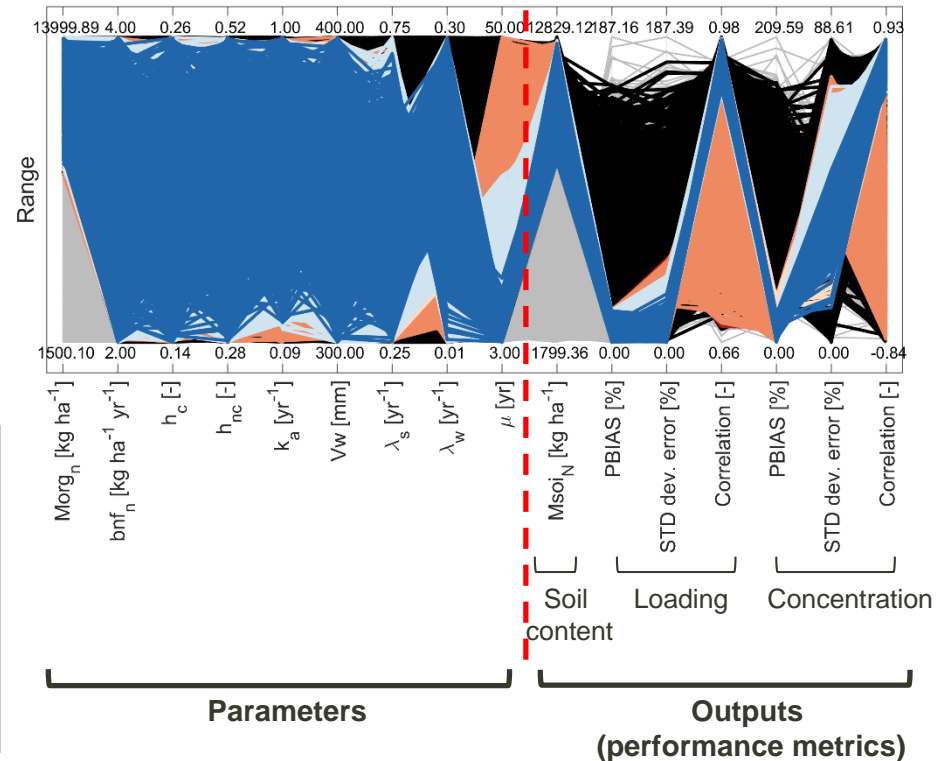 13999.89 4.00 0.26 0.52 1.00 400.00 0.75 0.30 50.00 12829.12 187.16 187.39 0.98 209.59 88.61 0.93
Range
1500.10 2.00 0.14 0.28 0.09 300.00 0.25 0.01 3.00 1799.36 0.00 0.00 0.66 0.00 0.00 -0.84
Morgₙ [kg ha⁻¹]
bnfₙ [kg ha⁻¹ yr⁻¹]
h_c [-]
h_nc [-]
kₐ [yr⁻¹]
Vw [mm]
λₛ [yr⁻¹]
λ_w [yr⁻¹]
μ [yr]
Msoi_N [kg ha⁻¹]
PBIAS [%]
STD dev. error [%]
Correlation [-]
PBIAS [%]
STD dev. error [%]
Correlation [-]
Soil content
Loading
Concentration
Parameters
Outputs
(performance metrics)